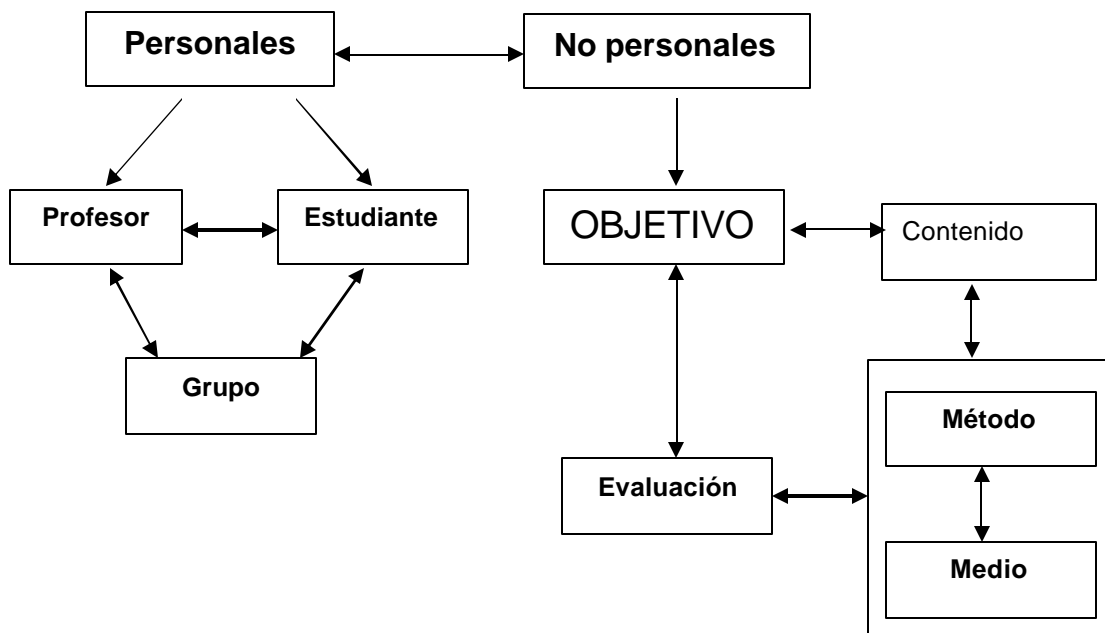 Personales
No personales
Profesor
Estudiante
OBJETIVO
Contenido
Grupo
Método
Evaluación
Medio